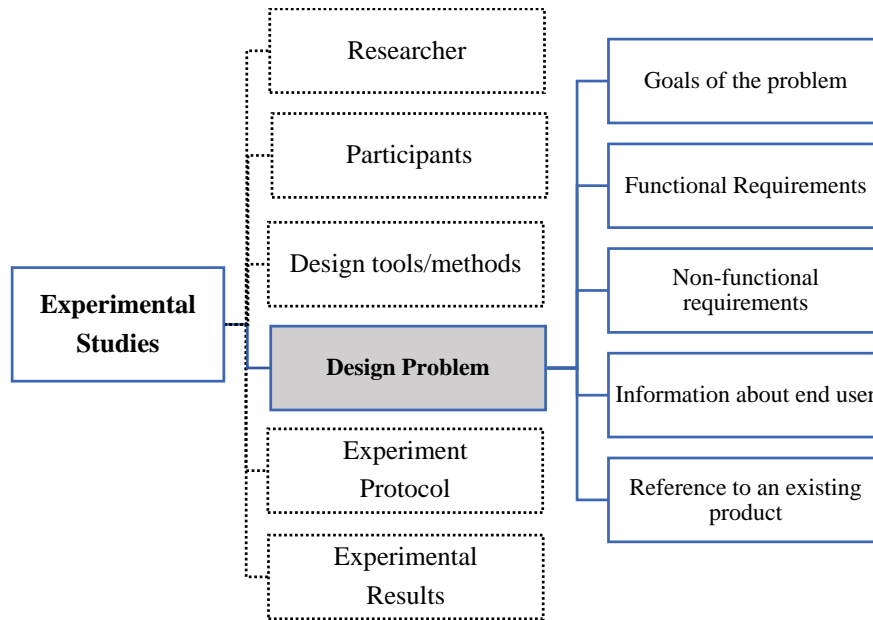 Experimental
Studies
Researcher
Participants
Design tools/methods
Design Problem
Experiment
Protocol
Experimental
Results
Goals of the problem
Functional Requirements
Non-functional
requirements
Information about end user
Reference to an existing
product